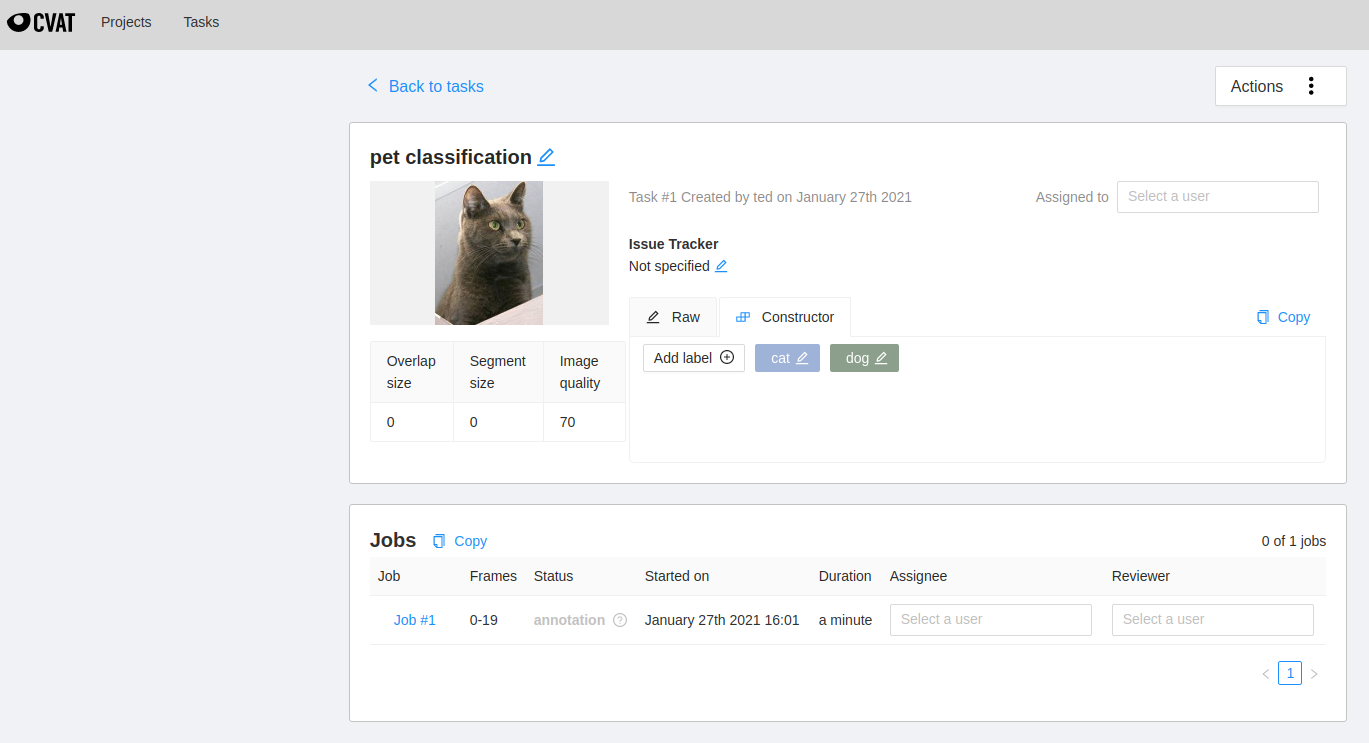 CVAT Projects Tasks
Back to tasks
Actions
pet classification
Task #1 Created by ted on January 27th 2021
Assigned to Select a user
Issue Tracker
Not specified
Raw Constructor Copy
Add label cat dog
Overlap size Segment size Image quality
0 0 70
Jobs Copy 0 of 1 jobs
Job Frames Status Started on Duration Assignee Reviewer
Job #1 0-19 annotation January 27th 2021 16:01 a minute Select a user Select a user
1